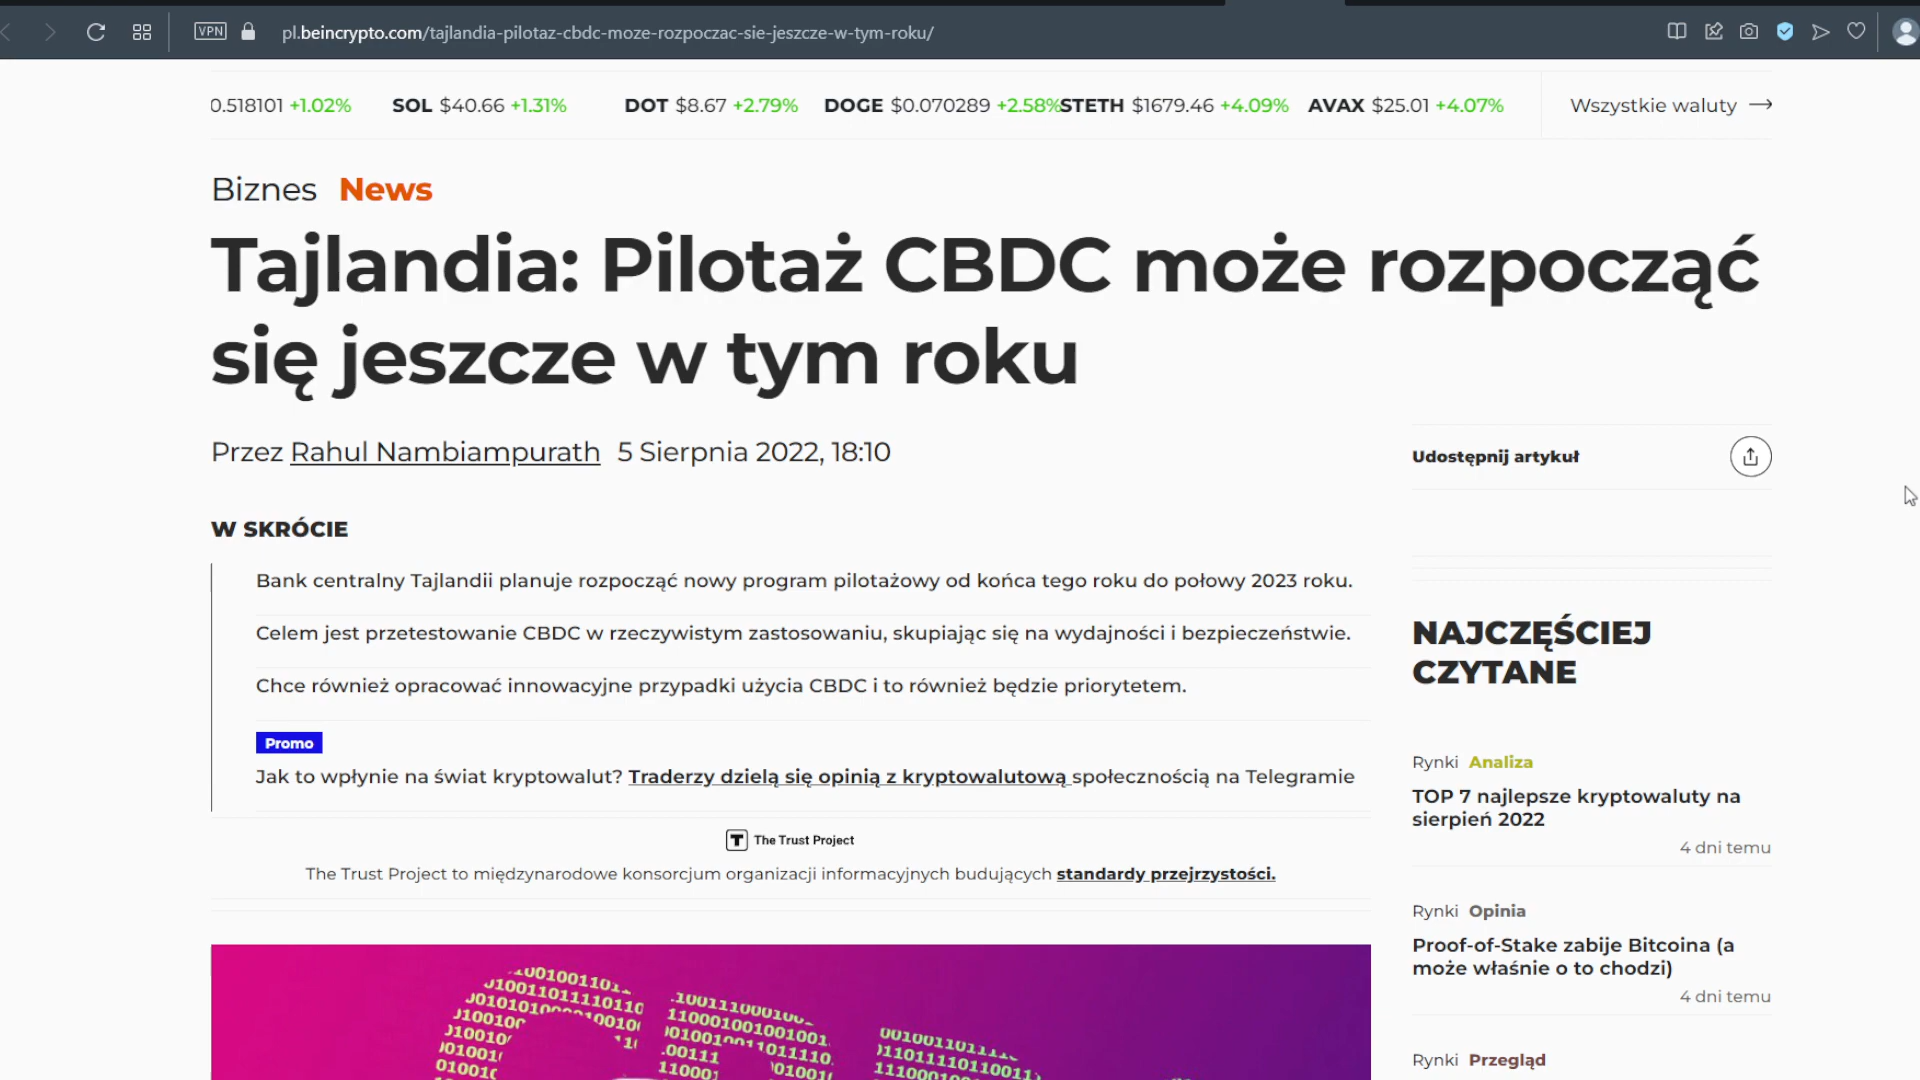 VPN
pl.beincrypto.com/tajlandia-pilotaz-cbdc-moze-rozpoczac-sie-jeszcze-w-tym-roku/
0.518101 +1.02% SOL $40.66 +1.31% DOT $8.67 +2.79% DOGE $0.070289 +2.58% STETH $1679.46 +4.09% AVAX $25.01 +4.07% Wszystkie waluty →
Biznes News
Tajlandia: Pilotaż CBDC może rozpocząć
się jeszcze w tym roku
Przez Rahul Nambiampurath 5 Sierpnia 2022, 18:10
Udostępnij artykuł
W SKRÓCIE
Bank centralny Tajlandii planuje rozpocząć nowy program pilotażowy od końca tego roku do połowy 2023 roku.
Celem jest przetestowanie CBDC w rzeczywistym zastosowaniu, skupiając się na wydajności i bezpieczeństwie.
Chce również opracować innowacyjne przypadki użycia CBDC i to również będzie priorytetem.
Promo
Jak to wpłynie na świat kryptowalut? Traderzy dzielą się opinią z kryptowalutową społecznością na Telegramie
T The Trust Project
The Trust Project to międzynarodowe konsorcjum organizacji informacyjnych budujących standardy przejrzystości.
NAJCZĘŚCIEJ
CZYTANE
Rynki Analiza
TOP 7 najlepsze kryptowaluty na
sierpień 2022
4 dni temu
Rynki Opinia
Proof-of-Stake zabije Bitcoina (a
może właśnie o to chodzi)
4 dni temu
Rynki Przegląd